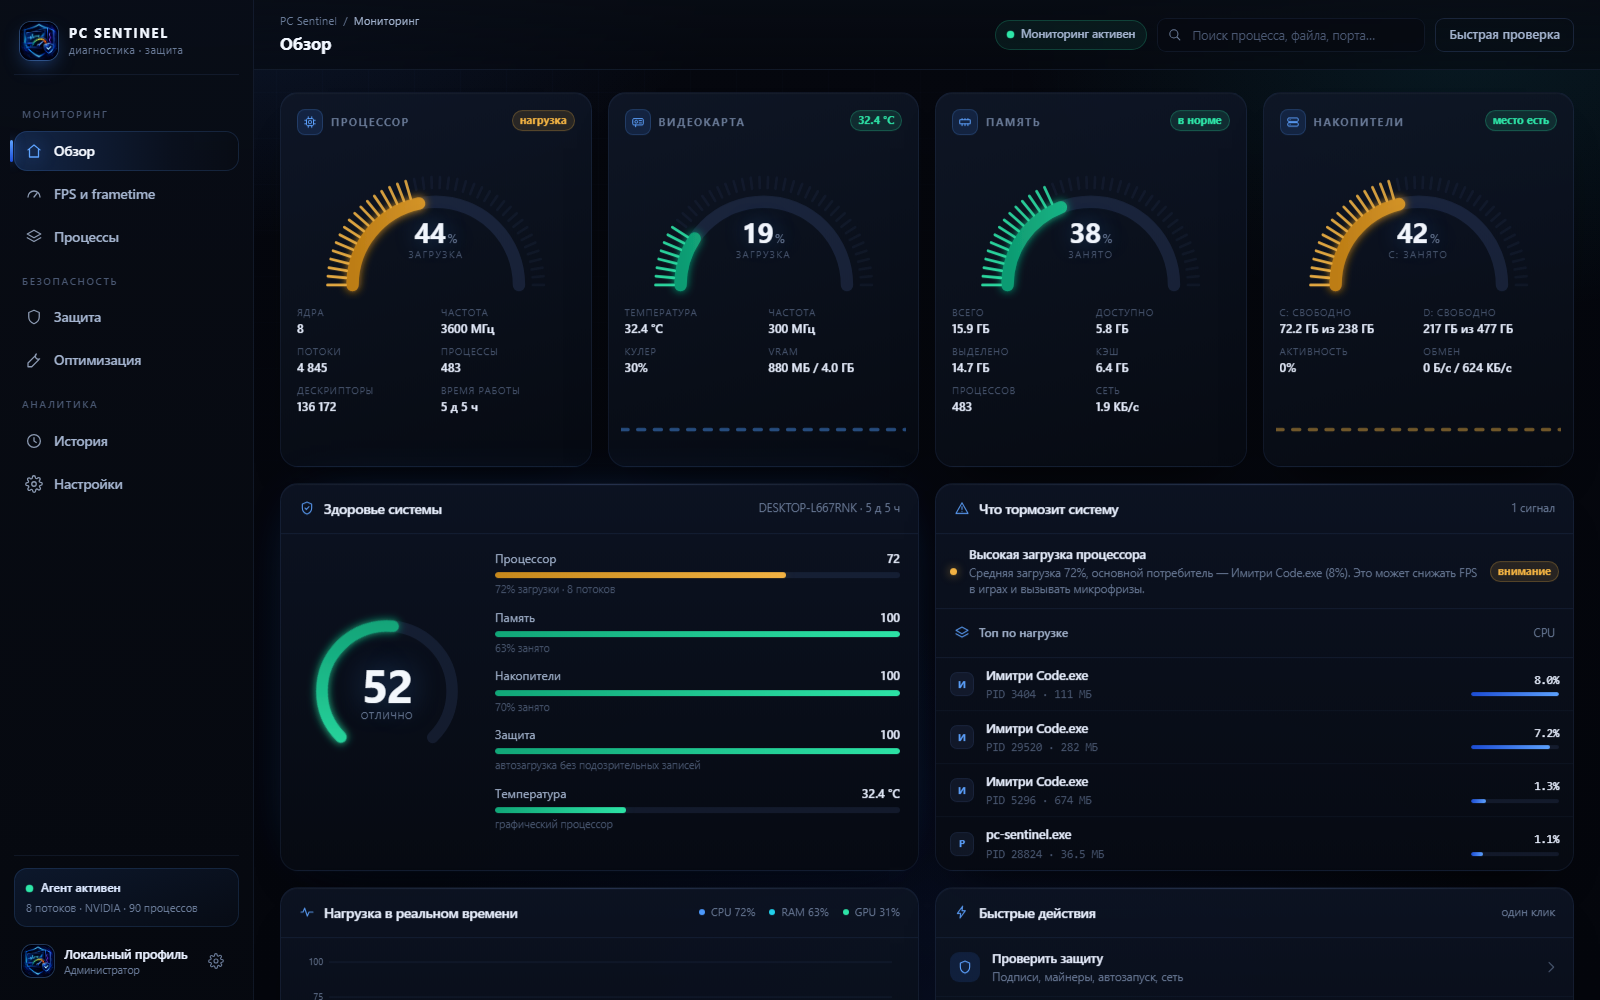 PC SENTINEL
диагностика · защита
МОНИТОРИНГ
Обзор
FPS и frametime
Процессы
БЕЗОПАСНОСТЬ
Защита
Оптимизация
АНАЛИТИКА
История
Настройки
Агент активен
8 потоков · NVIDIA · 90 процессов
Локальный профиль
Администратор
PC Sentinel / Мониторинг
Обзор
Мониторинг активен
Поиск процесса, файла, порта...
Быстрая проверка
ПРОЦЕССОР
нагрузка
44%
ЗАГРУЗКА
ЯДРА
ЧАСТОТА
8
3600 МГц
ПОТОКИ
ПРОЦЕССЫ
4 845
483
ДЕСКРИПТОРЫ
ВРЕМЯ РАБОТЫ
136 172
5 д 5 ч
ВИДЕОКАРТА
32.4 °C
19%
ЗАГРУЗКА
ТЕМПЕРАТУРА
ЧАСТОТА
32.4 °C
300 МГц
КУЛЕР
VRAM
30%
880 МБ / 4.0 ГБ
ПАМЯТЬ
в норме
38%
ЗАНЯТО
ВСЕГО
ДОСТУПНО
15.9 ГБ
5.8 ГБ
ВЫДЕЛЕНО
КЭШ
14.7 ГБ
6.4 ГБ
ПРОЦЕССОВ
СЕТЬ
483
1.9 КБ/с
НАКОПИТЕЛИ
место есть
42%
C: ЗАНЯТО
C: СВОБОДНО
D: СВОБОДНО
72.2 ГБ из 238 ГБ
217 ГБ из 477 ГБ
АКТИВНОСТЬ
ОБМЕН
0%
0 Б/с / 624 КБ/с
Здоровье системы
DESKTOP-L667RNK · 5 д 5 ч
52
ОТЛИЧНО
Процессор
72
72% загрузки · 8 потоков
Память
100
63% занято
Накопители
100
70% занято
Защита
100
автозагрузка без подозрительных записей
Температура
32.4 °C
графический процессор
Что тормозит систему
1 сигнал
Высокая загрузка процессора
Средняя загрузка 72%, основной потребитель — Имитри Code.exe (8%). Это может снижать FPS
в играх и вызывать микрофризы.
внимание
Топ по нагрузке
CPU
И
Имитри Code.exe
PID 3404 · 111 МБ
8.0%
И
Имитри Code.exe
PID 29520 · 282 МБ
7.2%
И
Имитри Code.exe
PID 5296 · 674 МБ
1.3%
P
pc-sentinel.exe
PID 28824 · 36.5 МБ
1.1%
Нагрузка в реальном времени
CPU 72%
RAM 63%
GPU 31%
100
75
Быстрые действия
один клик
Проверить защиту
Подписи, майнеры, автозапуск, сеть